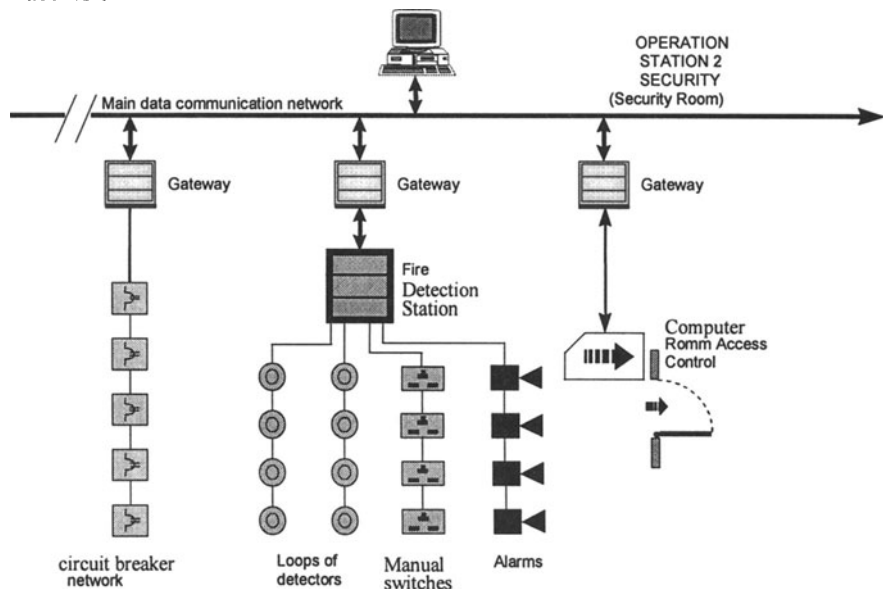 OPERATION
STATION 2
SECURITY
(Security Room)
Main data communication network
Gateway
Gateway
Gateway
Fire
Detection
Station
Computer
Romm Access
Control
circuit breaker
network
Loops of
detectors
Manual
switches
Alarms